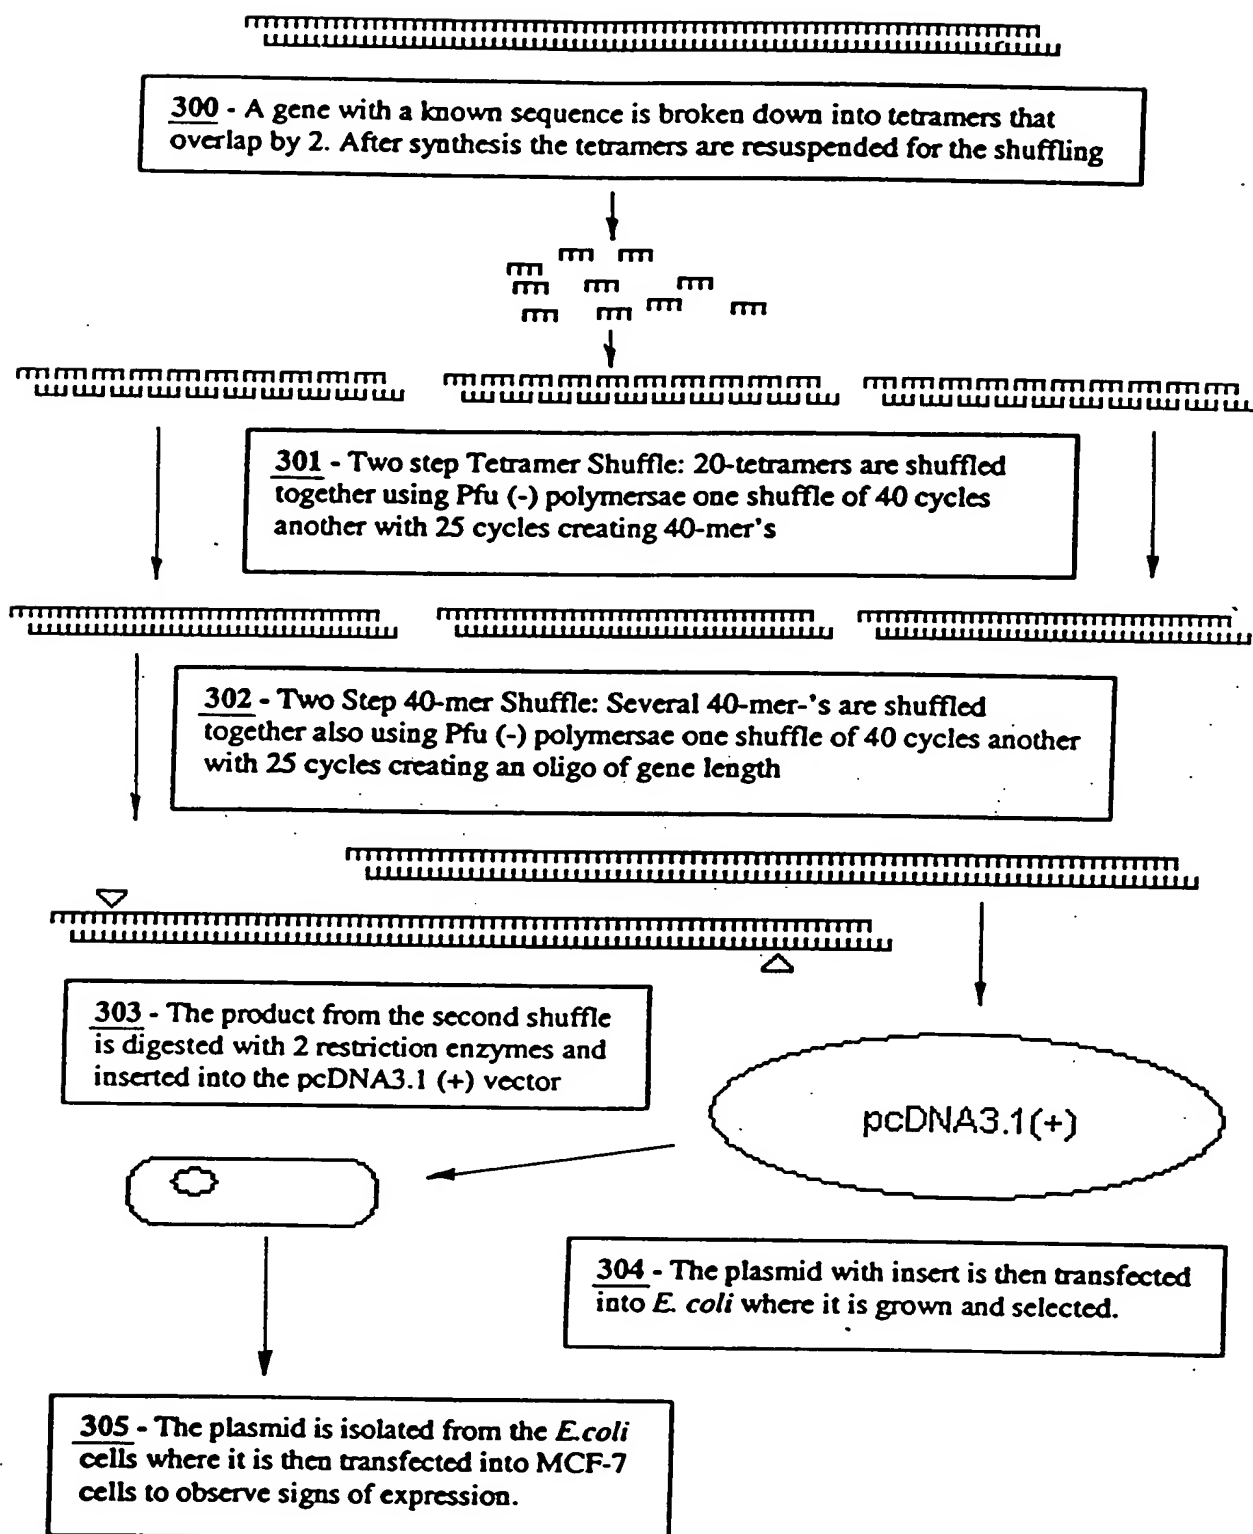 300 - A gene with a known sequence is broken down into tetramers that
overlap by 2. After synthesis the tetramers are resuspended for the shuffling
301 - Two step Tetramer Shuffle: 20-tetramers are shuffled
together using Pfu (-) polymersae one shuffle of 40 cycles
another with 25 cycles creating 40-mer's
302 - Two Step 40-mer Shuffle: Several 40-mer-'s are shuffled
together also using Pfu (-) polymersae one shuffle of 40 cycles another
with 25 cycles creating an oligo of gene length
303 - The product from the second shuffle
is digested with 2 restriction enzymes and
inserted into the pcDNA3.1 (+) vector
pcDNA3.1(+)
304 - The plasmid with insert is then transfected
into E. coli where it is grown and selected.
305 - The plasmid is isolated from the E.coli
cells where it is then transfected into MCF-7
cells to observe signs of expression.